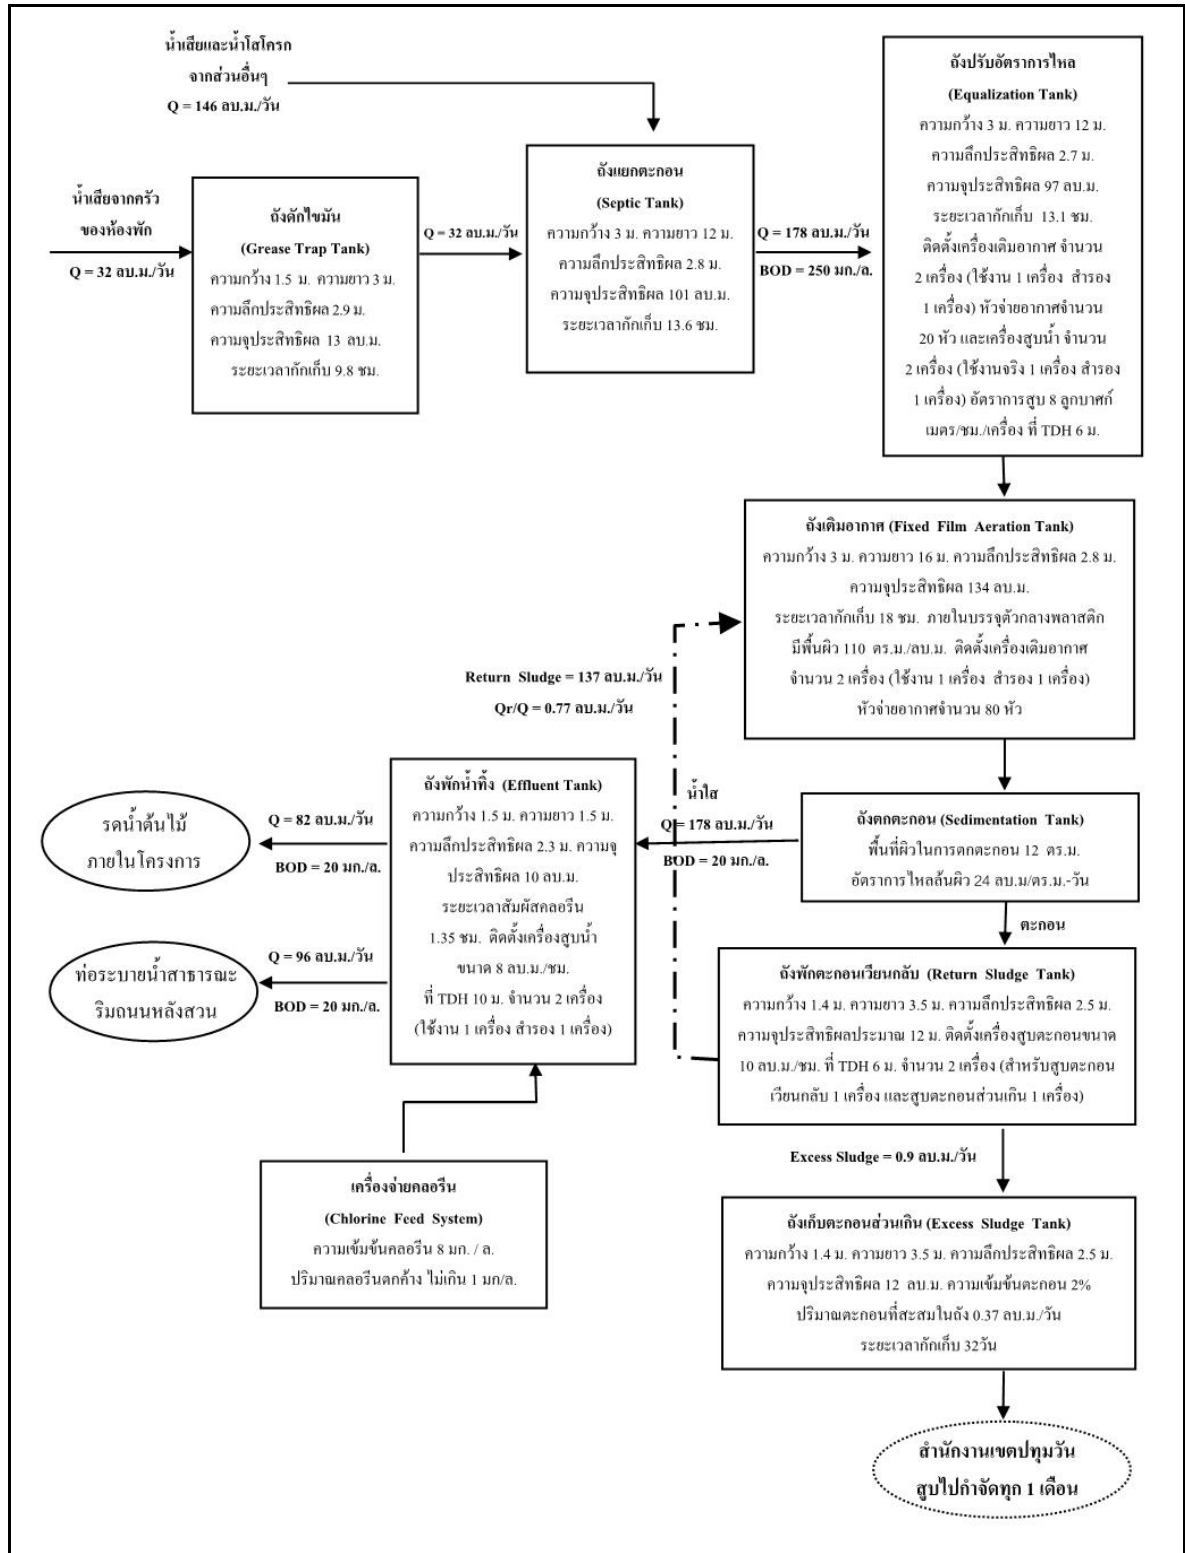 น้ำเสียและน้ำโสโครก
จากส่วนอื่นๆ
Q = 146 ลบ.ม./วัน
น้ำเสียจากครัว
ของห้องพัก
Q = 32 ลบ.ม./วัน
ถังดักไขมัน
(Grease Trap Tank)
ความกว้าง 1.5 ม. ความยาว 3 ม.
ความลึกประสิทธิผล 2.9 ม.
ความจุประสิทธิผล 13 ลบ.ม.
ระยะเวลากักเก็บ 9.8 ชม.
Q = 32 ลบ.ม./วัน
ถังแยกตะกอน
(Septic Tank)
ความกว้าง 3 ม. ความยาว 12 ม.
ความลึกประสิทธิผล 2.8 ม.
ความจุประสิทธิผล 101 ลบ.ม.
ระยะเวลากักเก็บ 13.6 ชม.
Q = 178 ลบ.ม./วัน
BOD = 250 มก./ล.
ถังปรับอัตราการไหล
(Equalization Tank)
ความกว้าง 3 ม. ความยาว 12 ม.
ความลึกประสิทธิผล 2.7 ม.
ความจุประสิทธิผล 97 ลบ.ม.
ระยะเวลากักเก็บ 13.1 ชม.
ติดตั้งเครื่องเติมอากาศ จำนวน
2 เครื่อง (ใช้งาน 1 เครื่อง สำรอง
1 เครื่อง) หัวจ่ายอากาศจำนวน
20 หัว และเครื่องสูบน้ำ จำนวน
2 เครื่อง (ใช้งานจริง 1 เครื่อง สำรอง
1 เครื่อง) อัตราการสูบ 8 ลูกบาศก์
เมตร/ชม./เครื่อง ที่ TDH 6 ม.
ถังเติมอากาศ (Fixed Film Aeration Tank)
ความกว้าง 3 ม. ความยาว 16 ม. ความลึกประสิทธิผล 2.8 ม.
ความจุประสิทธิผล 134 ลบ.ม.
ระยะเวลากักเก็บ 18 ชม. ภายในบรรจุตัวกลางพลาสติก
มีพื้นผิว 110 ตร.ม./ลบ.ม. ติดตั้งเครื่องเติมอากาศ
จำนวน 2 เครื่อง (ใช้งาน 1 เครื่อง สำรอง 1 เครื่อง)
หัวจ่ายอากาศจำนวน 80 หัว
Return Sludge = 137 ลบ.ม./วัน
Qr/Q = 0.77 ลบ.ม./วัน
ถังตกตะกอน (Sedimentation Tank)
พื้นที่ผิวในการตกตะกอน 12 ตร.ม.
อัตราการไหลล้นผิว 24 ลบ.ม/ตร.ม.-วัน
น้ำใส
Q = 178 ลบ.ม./วัน
BOD = 20 มก./ล.
ถังพักน้ำทิ้ง (Effluent Tank)
ความกว้าง 1.5 ม. ความยาว 1.5 ม.
ความลึกประสิทธิผล 2.3 ม. ความจุ
ประสิทธิผล 10 ลบ.ม.
ระยะเวลาสัมผัสคลอรีน
1.35 ชม. ติดตั้งเครื่องสูบน้ำ
ขนาด 8 ลบ.ม./ชม.
ที่ TDH 10 ม. จำนวน 2 เครื่อง
(ใช้งาน 1 เครื่อง สำรอง 1 เครื่อง)
Q = 82 ลบ.ม./วัน
BOD = 20 มก./ล.
รดน้ำต้นไม้
ภายในโครงการ
Q = 96 ลบ.ม./วัน
BOD = 20 มก./ล.
ท่อระบายน้ำสาธารณะ
ริมถนนหลังสวน
ตะกอน
ถังพักตะกอนเวียนกลับ (Return Sludge Tank)
ความกว้าง 1.4 ม. ความยาว 3.5 ม. ความลึกประสิทธิผล 2.5 ม.
ความจุประสิทธิผลประมาณ 12 ม. ติดตั้งเครื่องสูบตะกอนขนาด
10 ลบ.ม./ชม. ที่ TDH 6 ม. จำนวน 2 เครื่อง (สำหรับสูบตะกอน
เวียนกลับ 1 เครื่อง และสูบตะกอนส่วนเกิน 1 เครื่อง)
เครื่องจ่ายคลอรีน
(Chlorine Feed System)
ความเข้มข้นคลอรีน 8 มก. / ล.
ปริมาณคลอรีนตกค้าง ไม่เกิน 1 มก/ล.
Excess Sludge = 0.9 ลบ.ม./วัน
ถังเก็บตะกอนส่วนเกิน (Excess Sludge Tank)
ความกว้าง 1.4 ม. ความยาว 3.5 ม. ความลึกประสิทธิผล 2.5 ม.
ความจุประสิทธิผล 12 ลบ.ม. ความเข้มข้นตะกอน 2%
ปริมาณตะกอนที่สะสมในถัง 0.37 ลบ.ม./วัน
ระยะเวลากักเก็บ 32วัน
สำนักงานเขตปทุมวัน
สูบไปกำจัดทุก 1 เดือน